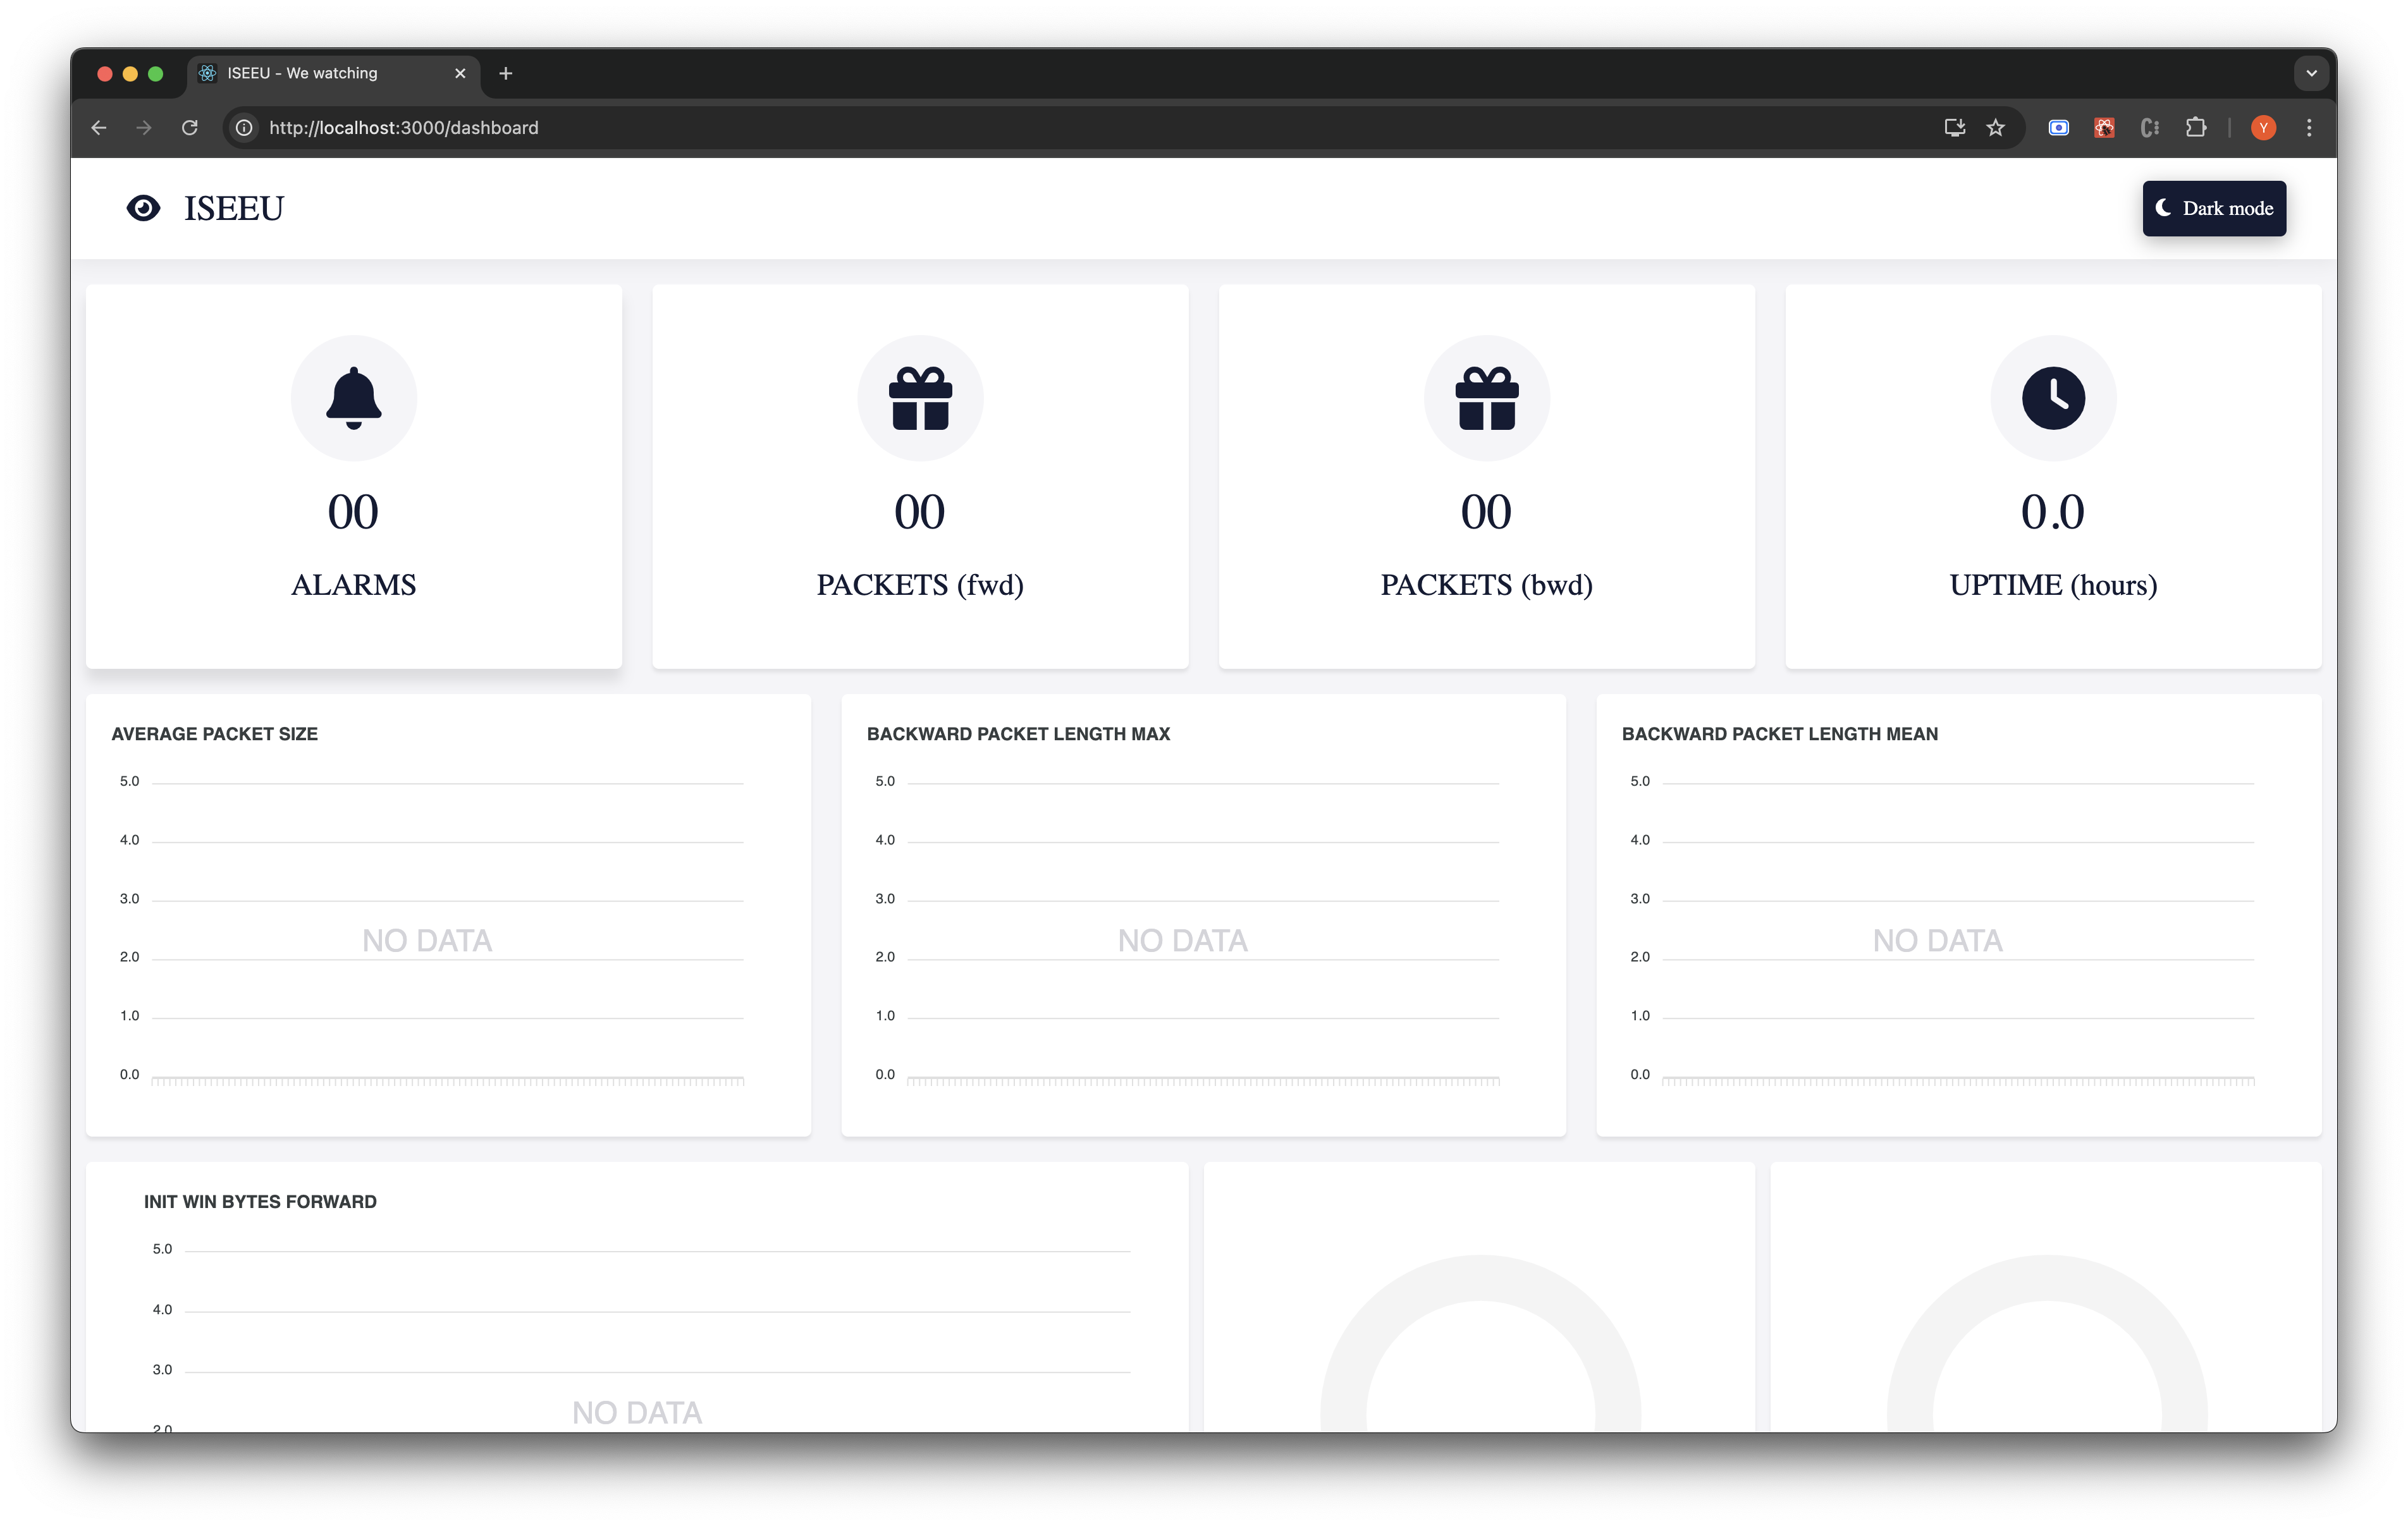 ISEEU - We watching
http://localhost:3000/dashboard
Y
ISEEU
Dark mode
00
ALARMS
00
PACKETS (fwd)
00
PACKETS (bwd)
0.0
UPTIME (hours)
AVERAGE PACKET SIZE
5.0
4.0
3.0
NO DATA
2.0
1.0
0.0
BACKWARD PACKET LENGTH MAX
5.0
4.0
3.0
NO DATA
2.0
1.0
0.0
BACKWARD PACKET LENGTH MEAN
5.0
4.0
3.0
NO DATA
2.0
1.0
0.0
INIT WIN BYTES FORWARD
5.0
4.0
3.0
NO DATA
2.0